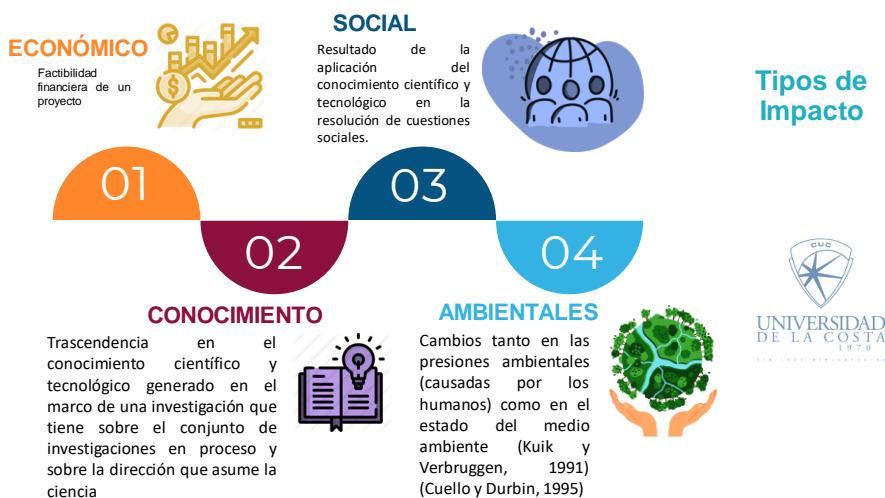 ECONÓMICO
Factibilidad
financiera de un
proyecto
01
CONOCIMIENTO
Trascendencia en el
conocimiento científico y
tecnológico generado en el
marco de una investigación que
tiene sobre el conjunto de
investigaciones en proceso y
sobre la dirección que asume la
ciencia
02
SOCIAL
Resultado de la
aplicación del
conocimiento científico y
tecnológico en la
resolución de cuestiones
sociales.
03
AMBIENTALES
Cambios tanto en las
presiones ambientales
(causadas por los
humanos) como en el
estado del medio
ambiente (Kuik y
Verbruggen, 1991)
(Cuello y Durbin, 1995)
04
Tipos de
Impacto
CUC
UNIVERSIDAD
DE LA COSTA
1970